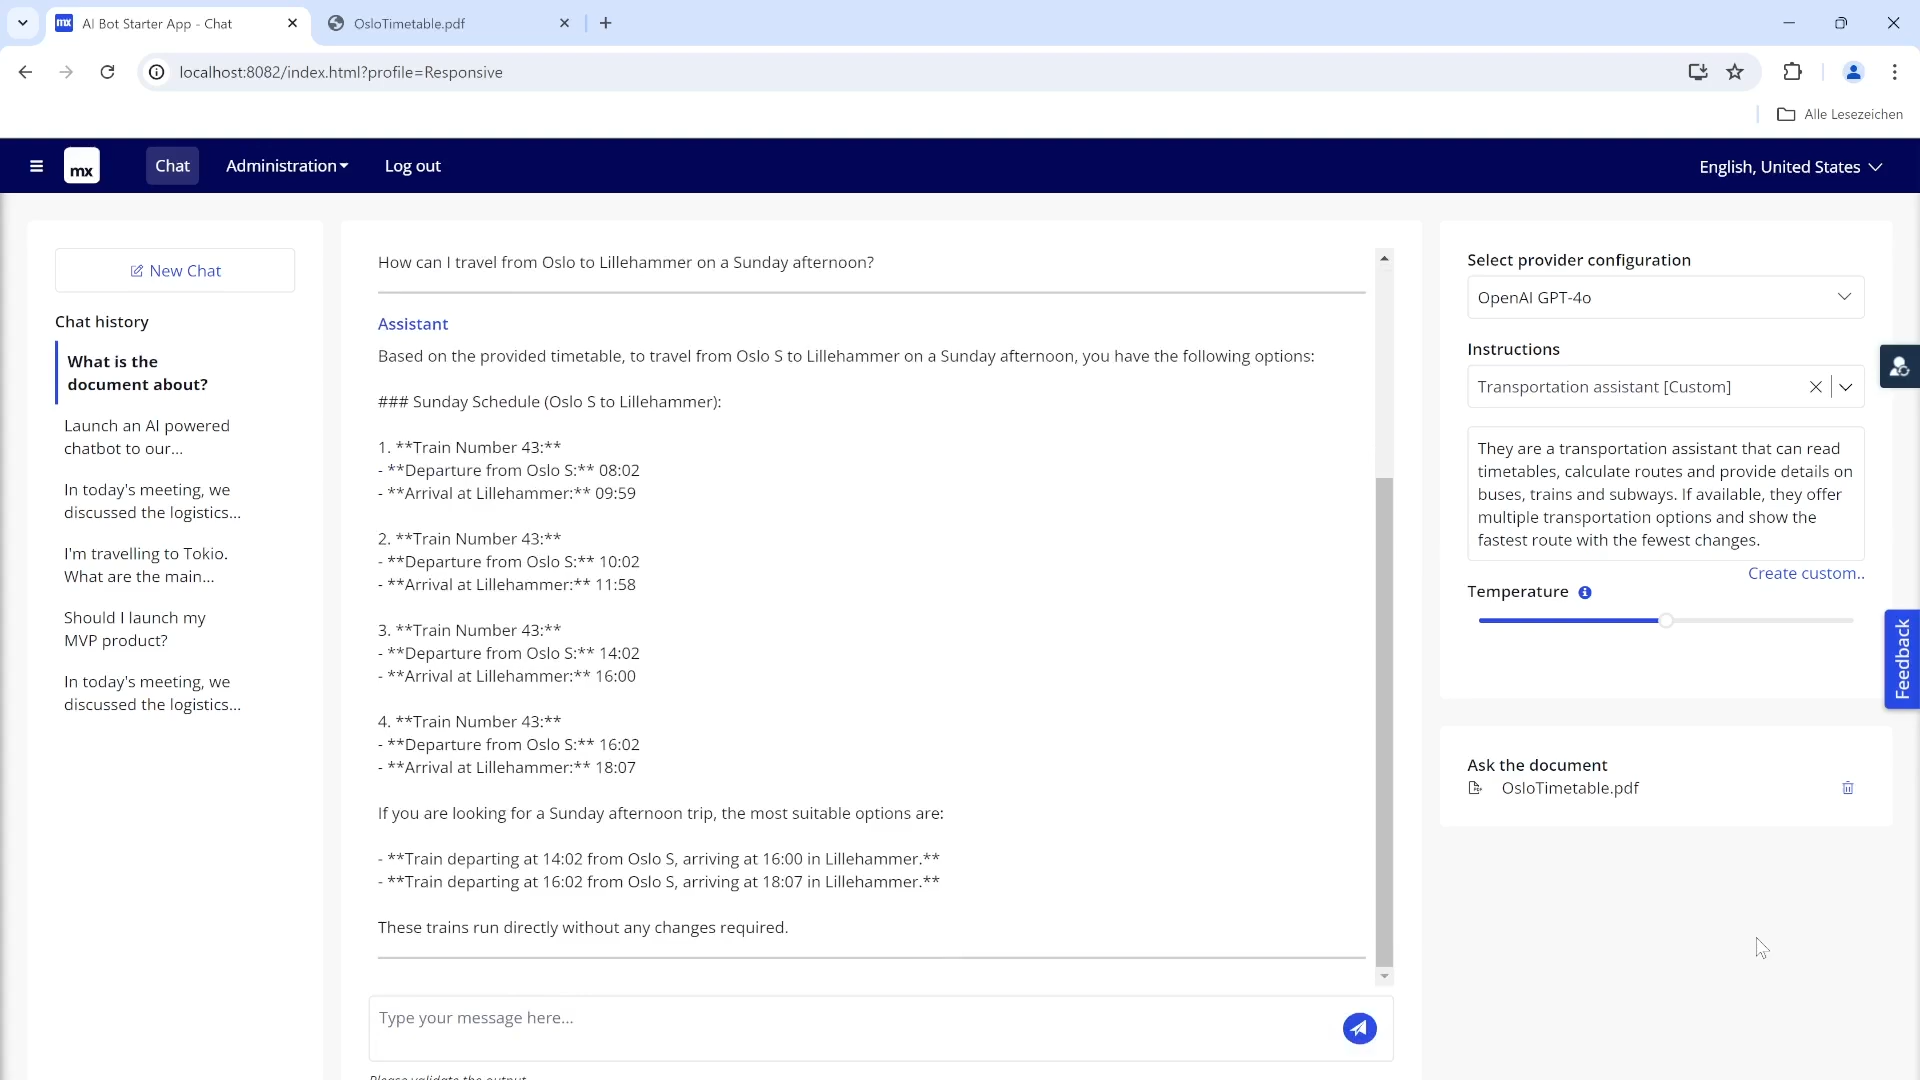 AI Bot Starter App - Chat
OsloTimetable.pdf
localhost:8082/index.html?profile=Responsive
Alle Lesezeichen
mx
Chat
Administration
Log out
English, United States
New Chat
Chat history
What is the
document about?
Launch an AI powered
chatbot to our...
In today's meeting, we
discussed the logistics...
I'm travelling to Tokio.
What are the main...
Should I launch my
MVP product?
In today's meeting, we
discussed the logistics...
How can I travel from Oslo to Lillehammer on a Sunday afternoon?
Assistant
Based on the provided timetable, to travel from Oslo S to Lillehammer on a Sunday afternoon, you have the following options:
### Sunday Schedule (Oslo S to Lillehammer):
1. **Train Number 43:**
- **Departure from Oslo S:** 08:02
- **Arrival at Lillehammer:** 09:59
2. **Train Number 43:**
- **Departure from Oslo S:** 10:02
- **Arrival at Lillehammer:** 11:58
3. **Train Number 43:**
- **Departure from Oslo S:** 14:02
- **Arrival at Lillehammer:** 16:00
4. **Train Number 43:**
- **Departure from Oslo S:** 16:02
- **Arrival at Lillehammer:** 18:07
If you are looking for a Sunday afternoon trip, the most suitable options are:
- **Train departing at 14:02 from Oslo S, arriving at 16:00 in Lillehammer.**
- **Train departing at 16:02 from Oslo S, arriving at 18:07 in Lillehammer.**
These trains run directly without any changes required.
Type your message here...
Please validate the output
Select provider configuration
OpenAI GPT-4o
Instructions
Transportation assistant [Custom]
They are a transportation assistant that can read
timetables, calculate routes and provide details on
buses, trains and subways. If available, they offer
multiple transportation options and show the
fastest route with the fewest changes.
Create custom..
Temperature
Feedback
Ask the document
OsloTimetable.pdf